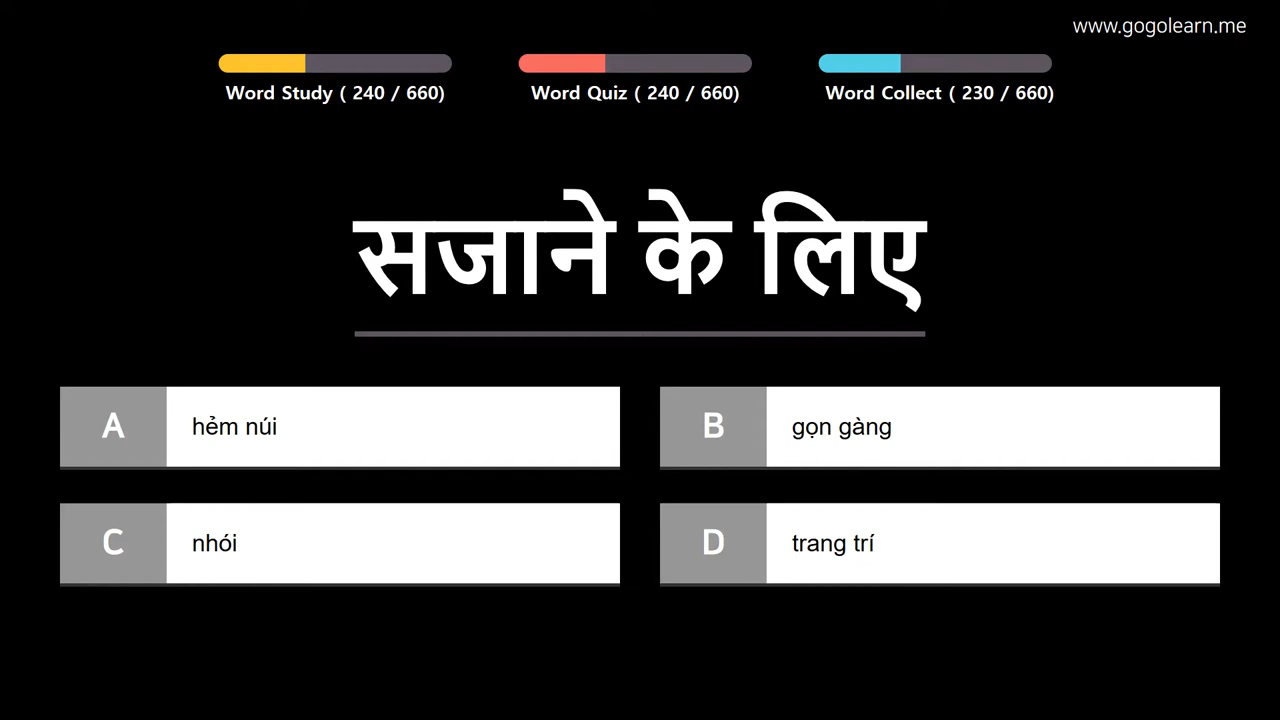 www.gogolearn.me
Word Study ( 240 / 660)
Word Quiz ( 240 / 660)
Word Collect ( 230 / 660)
सजाने के लिए
A hẻm núi
B gọn gàng
C nhói
D trang trí